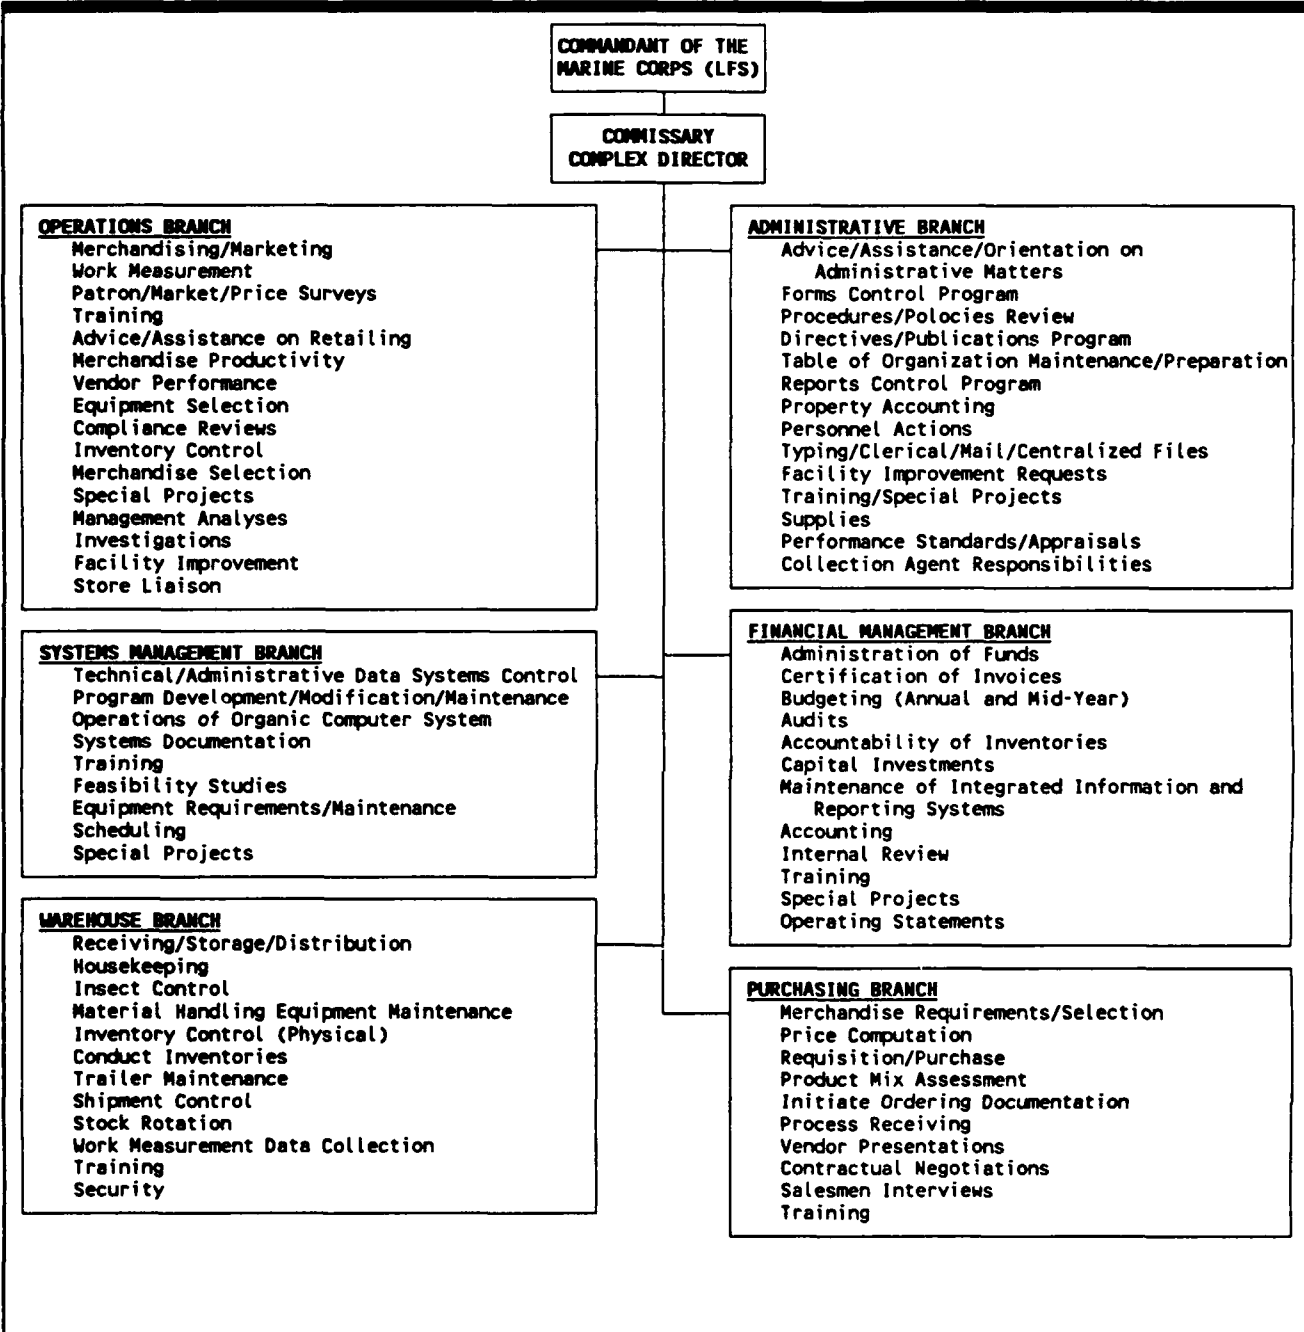 COMMANDANT OF THE
MARINE CORPS (LFS)
COMMISSARY
COMPLEX DIRECTOR
OPERATIONS BRANCH
Merchandising/Marketing
Work Measurement
Patron/Market/Price Surveys
Training
Advice/Assistance on Retailing
Merchandise Productivity
Vendor Performance
Equipment Selection
Compliance Reviews
Inventory Control
Merchandise Selection
Special Projects
Management Analyses
Investigations
Facility Improvement
Store Liaison
ADMINISTRATIVE BRANCH
Advice/Assistance/Orientation on
Administrative Matters
Forms Control Program
Procedures/Polocies Review
Directives/Publications Program
Table of Organization Maintenance/Preparation
Reports Control Program
Property Accounting
Personnel Actions
Typing/Clerical/Mail/Centralized Files
Facility Improvement Requests
Training/Special Projects
Supplies
Performance Standards/Appraisals
Collection Agent Responsibilities
SYSTEMS MANAGEMENT BRANCH
Technical/Administrative Data Systems Control
Program Development/Modification/Maintenance
Operations of Organic Computer System
Systems Documentation
Training
Feasibility Studies
Equipment Requirements/Maintenance
Scheduling
Special Projects
FINANCIAL MANAGEMENT BRANCH
Administration of Funds
Certification of Invoices
Budgeting (Annual and Mid-Year)
Audits
Accountability of Inventories
Capital Investments
Maintenance of Integrated Information and
Reporting Systems
Accounting
Internal Review
Training
Special Projects
Operating Statements
WAREHOUSE BRANCH
Receiving/Storage/Distribution
Housekeeping
Insect Control
Material Handling Equipment Maintenance
Inventory Control (Physical)
Conduct Inventories
Trailer Maintenance
Shipment Control
Stock Rotation
Work Measurement Data Collection
Training
Security
PURCHASING BRANCH
Merchandise Requirements/Selection
Price Computation
Requisition/Purchase
Product Mix Assessment
Initiate Ordering Documentation
Process Receiving
Vendor Presentations
Contractual Negotiations
Salesmen Interviews
Training